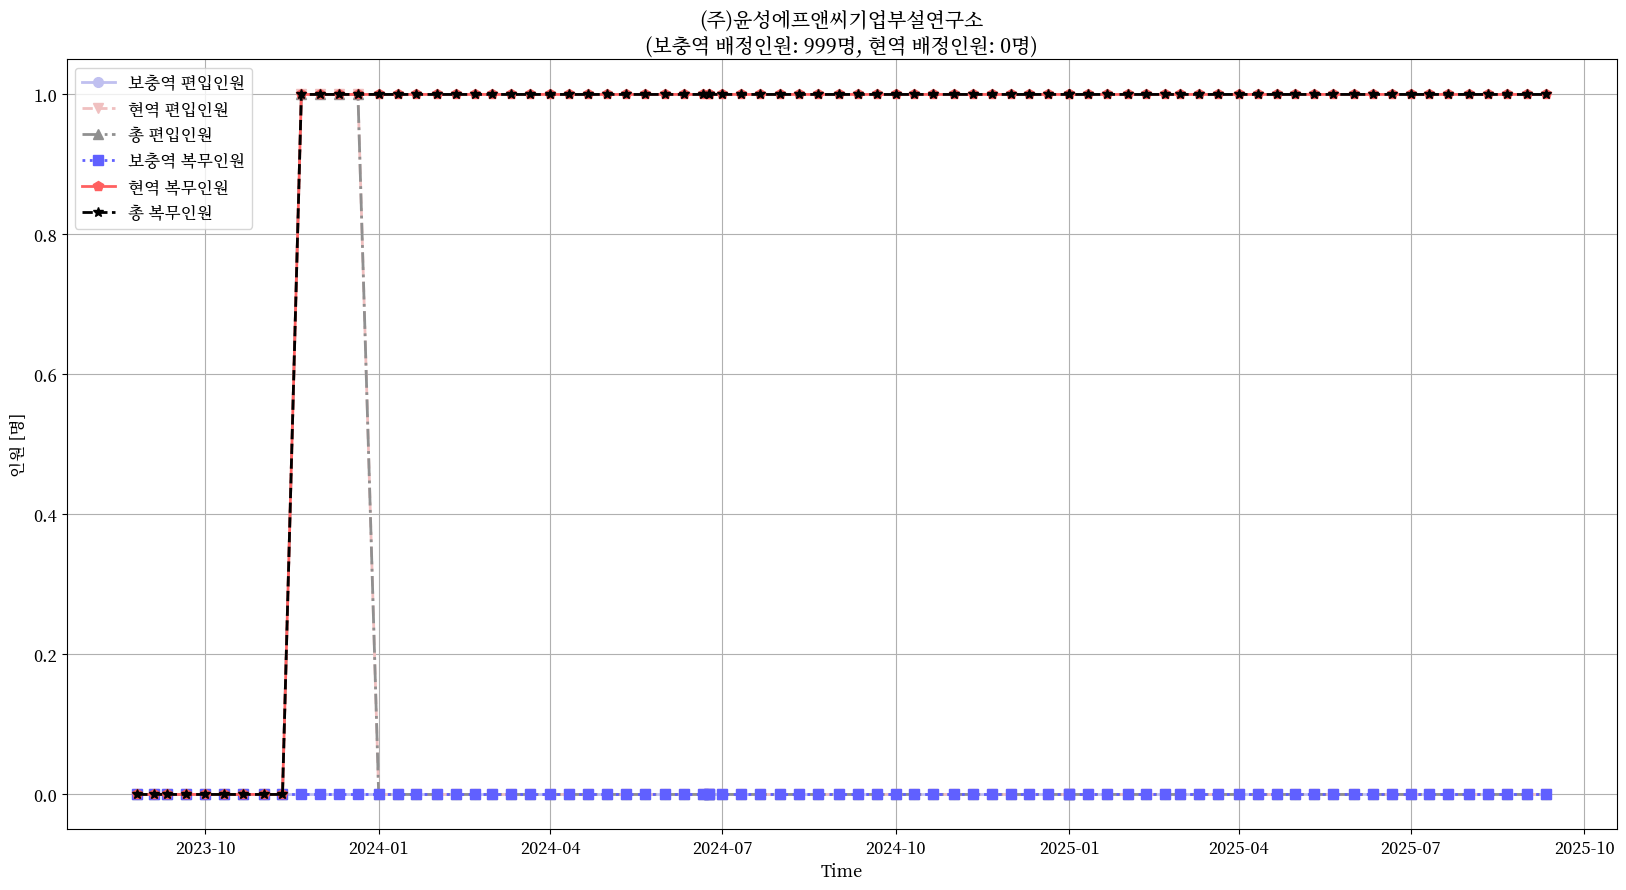 (주)윤성에프앤씨기업부설연구소
(보충역 배정인원: 999명, 현역 배정인원: 0명)
보충역 편입인원
현역 편입인원
총 편입인원
보충역 복무인원
현역 복무인원
총 복무인원
1.0
0.8
0.6
0.4
0.2
0.0
인원 [명]
2023-10 2024-01 2024-04 2024-07 2024-10 2025-01 2025-04 2025-07 2025-10
Time